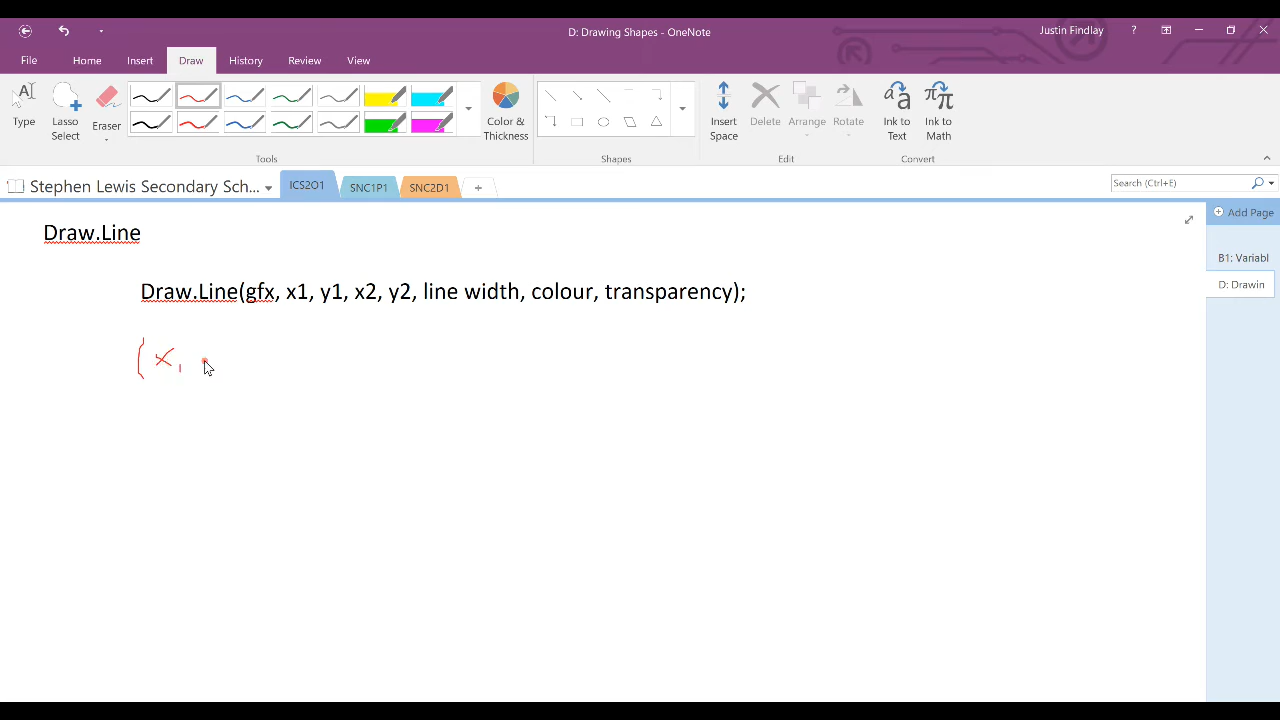 D: Drawing Shapes - OneNote
Justin Findlay
?
File Home Insert Draw History Review View
Type
Lasso Select
Eraser
Color & Thickness
Insert Space
Delete
Arrange
Rotate
Ink to Text
Ink to Math
Tools
Shapes
Edit
Convert
Stephen Lewis Secondary Sch...
ICS2O1
SNC1P1
SNC2D1
Search (Ctrl+E)
Add Page
B1: Variabl
D: Drawin
Draw.Line
Draw.Line(gfx, x1, y1, x2, y2, line width, colour, transparency);
(x₁